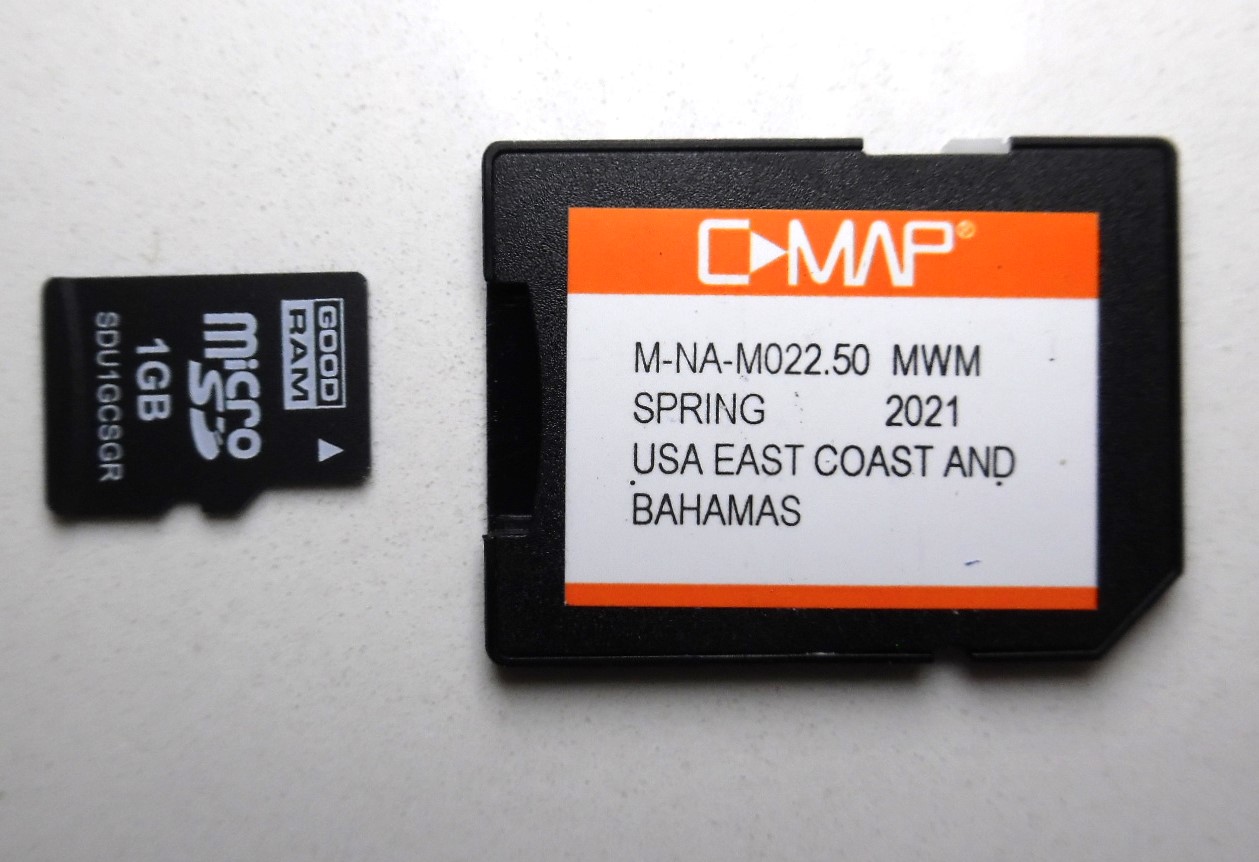 GOOD
RAM
micro
SD
1GB
SDU1GCSGR
C MAP®
M-NA-M022.50 MWM
SPRING 2021
USA EAST COAST AND
BAHAMAS